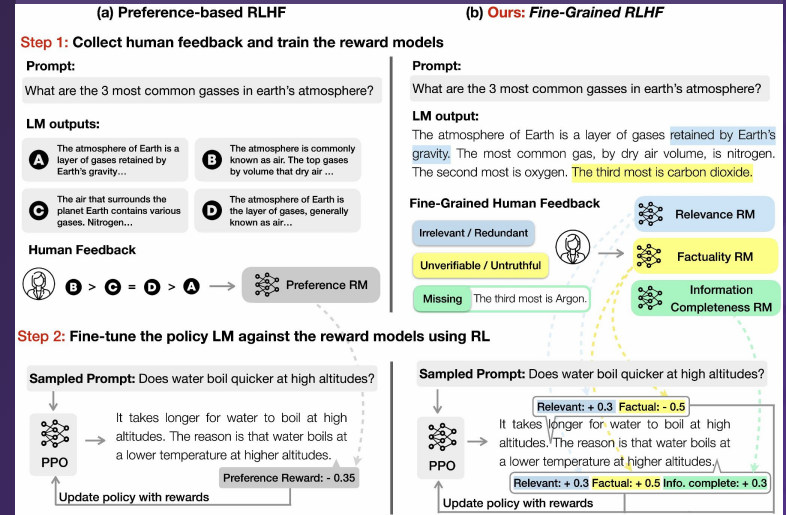 (a) Preference-based RLHF
Step 1: Collect human feedback and train the reward models
Prompt:
What are the 3 most common gasses in earth's atmosphere?
LM outputs:
A
The atmosphere of Earth is a
layer of gases retained by
Earth's gravity…
B
The atmosphere is commonly
known as air. The top gases
by volume that dry air …
C
The air that surrounds the
planet Earth contains various
gases. Nitrogen…
D
The atmosphere of Earth is
the layer of gases, generally
known as air…
Human Feedback
B > C = D > A
Preference RM
(b) Ours: Fine-Grained RLHF
Prompt:
What are the 3 most common gasses in earth's atmosphere?
LM output:
The atmosphere of Earth is a layer of gases retained by Earth's
gravity. The most common gas, by dry air volume, is nitrogen.
The second most is oxygen. The third most is carbon dioxide.
Fine-Grained Human Feedback
Irrelevant / Redundant
Unverifiable / Untruthful
Missing The third most is Argon.
Relevance RM
Factuality RM
Information
Completeness RM
Step 2: Fine-tune the policy LM against the reward models using RL
Sampled Prompt: Does water boil quicker at high altitudes?
PPO
It takes longer for water to boil at high
altitudes. The reason is that water boils at
a lower temperature at higher altitudes.
Preference Reward: - 0.35
Update policy with rewards
Sampled Prompt: Does water boil quicker at high altitudes?
Relevant: + 0.3 Factual: - 0.5
PPO
It takes longer for water to boil at high
altitudes. The reason is that water boils at
a lower temperature at higher altitudes.
Relevant: + 0.3 Factual: + 0.5 Info. complete: + 0.3
Update policy with rewards